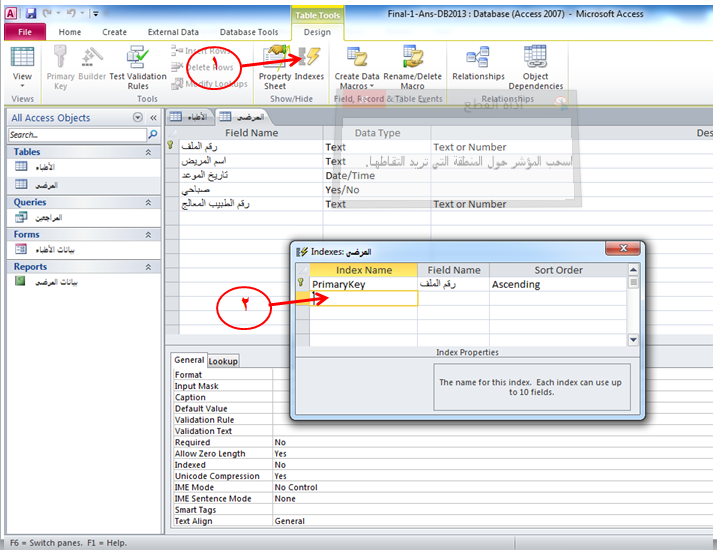 Table Tools
Final-1-Ans-DB2013 : Database (Access 2007) - Microsoft Access
File Home Create External Data Database Tools Design
View Primary Key Builder Test Validation Rules Insert Rows Delete Rows Modify Lookups Property Sheet Indexes Create Data Macros Rename/Delete Macro Relationships Object Dependencies
Views Tools Show/Hide Field, Record & Table Events Relationships
١
أداة القطع
اسحب المؤشر حول المنطقة التي تريد التقاطها.
All Access Objects
Search...
Tables
الأطباء
المرضى
Queries
المراجعين
Forms
بيانات الأطباء
Reports
بيانات المرضى
الأطباء المرضى
Field Name Data Type Des
رقم الملف Text Text or Number
اسم المريض Text
تاريخ الموعد Date/Time
صباحي Yes/No
رقم الطبيب المعالج Text Text or Number
Indexes: المرضى
Index Name Field Name Sort Order
PrimaryKey رقم الملف Ascending
٢
Index Properties
The name for this index. Each index can use up
to 10 fields.
General Lookup
Format
Input Mask
Caption
Default Value
Validation Rule
Validation Text
Required No
Allow Zero Length Yes
Indexed No
Unicode Compression Yes
IME Mode No Control
IME Sentence Mode None
Smart Tags
Text Align General
F6 = Switch panes. F1 = Help.